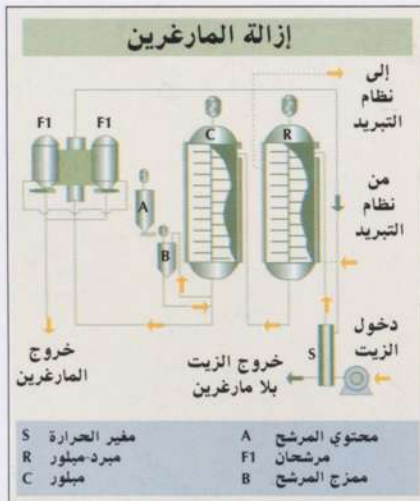 إزالة المارغرين
إلى
نظام
التبريد
F1 F1
C
R
A
B
من
نظام
التبريد
دخول
الزيت
S
خروج
المارغرين
خروج الزيت
بلا مارغرين
A محتوي المرشح
F1 مرشحان
B ممزج المرشح
S مغير الحرارة
R مبرد-مبلور
C مبلور